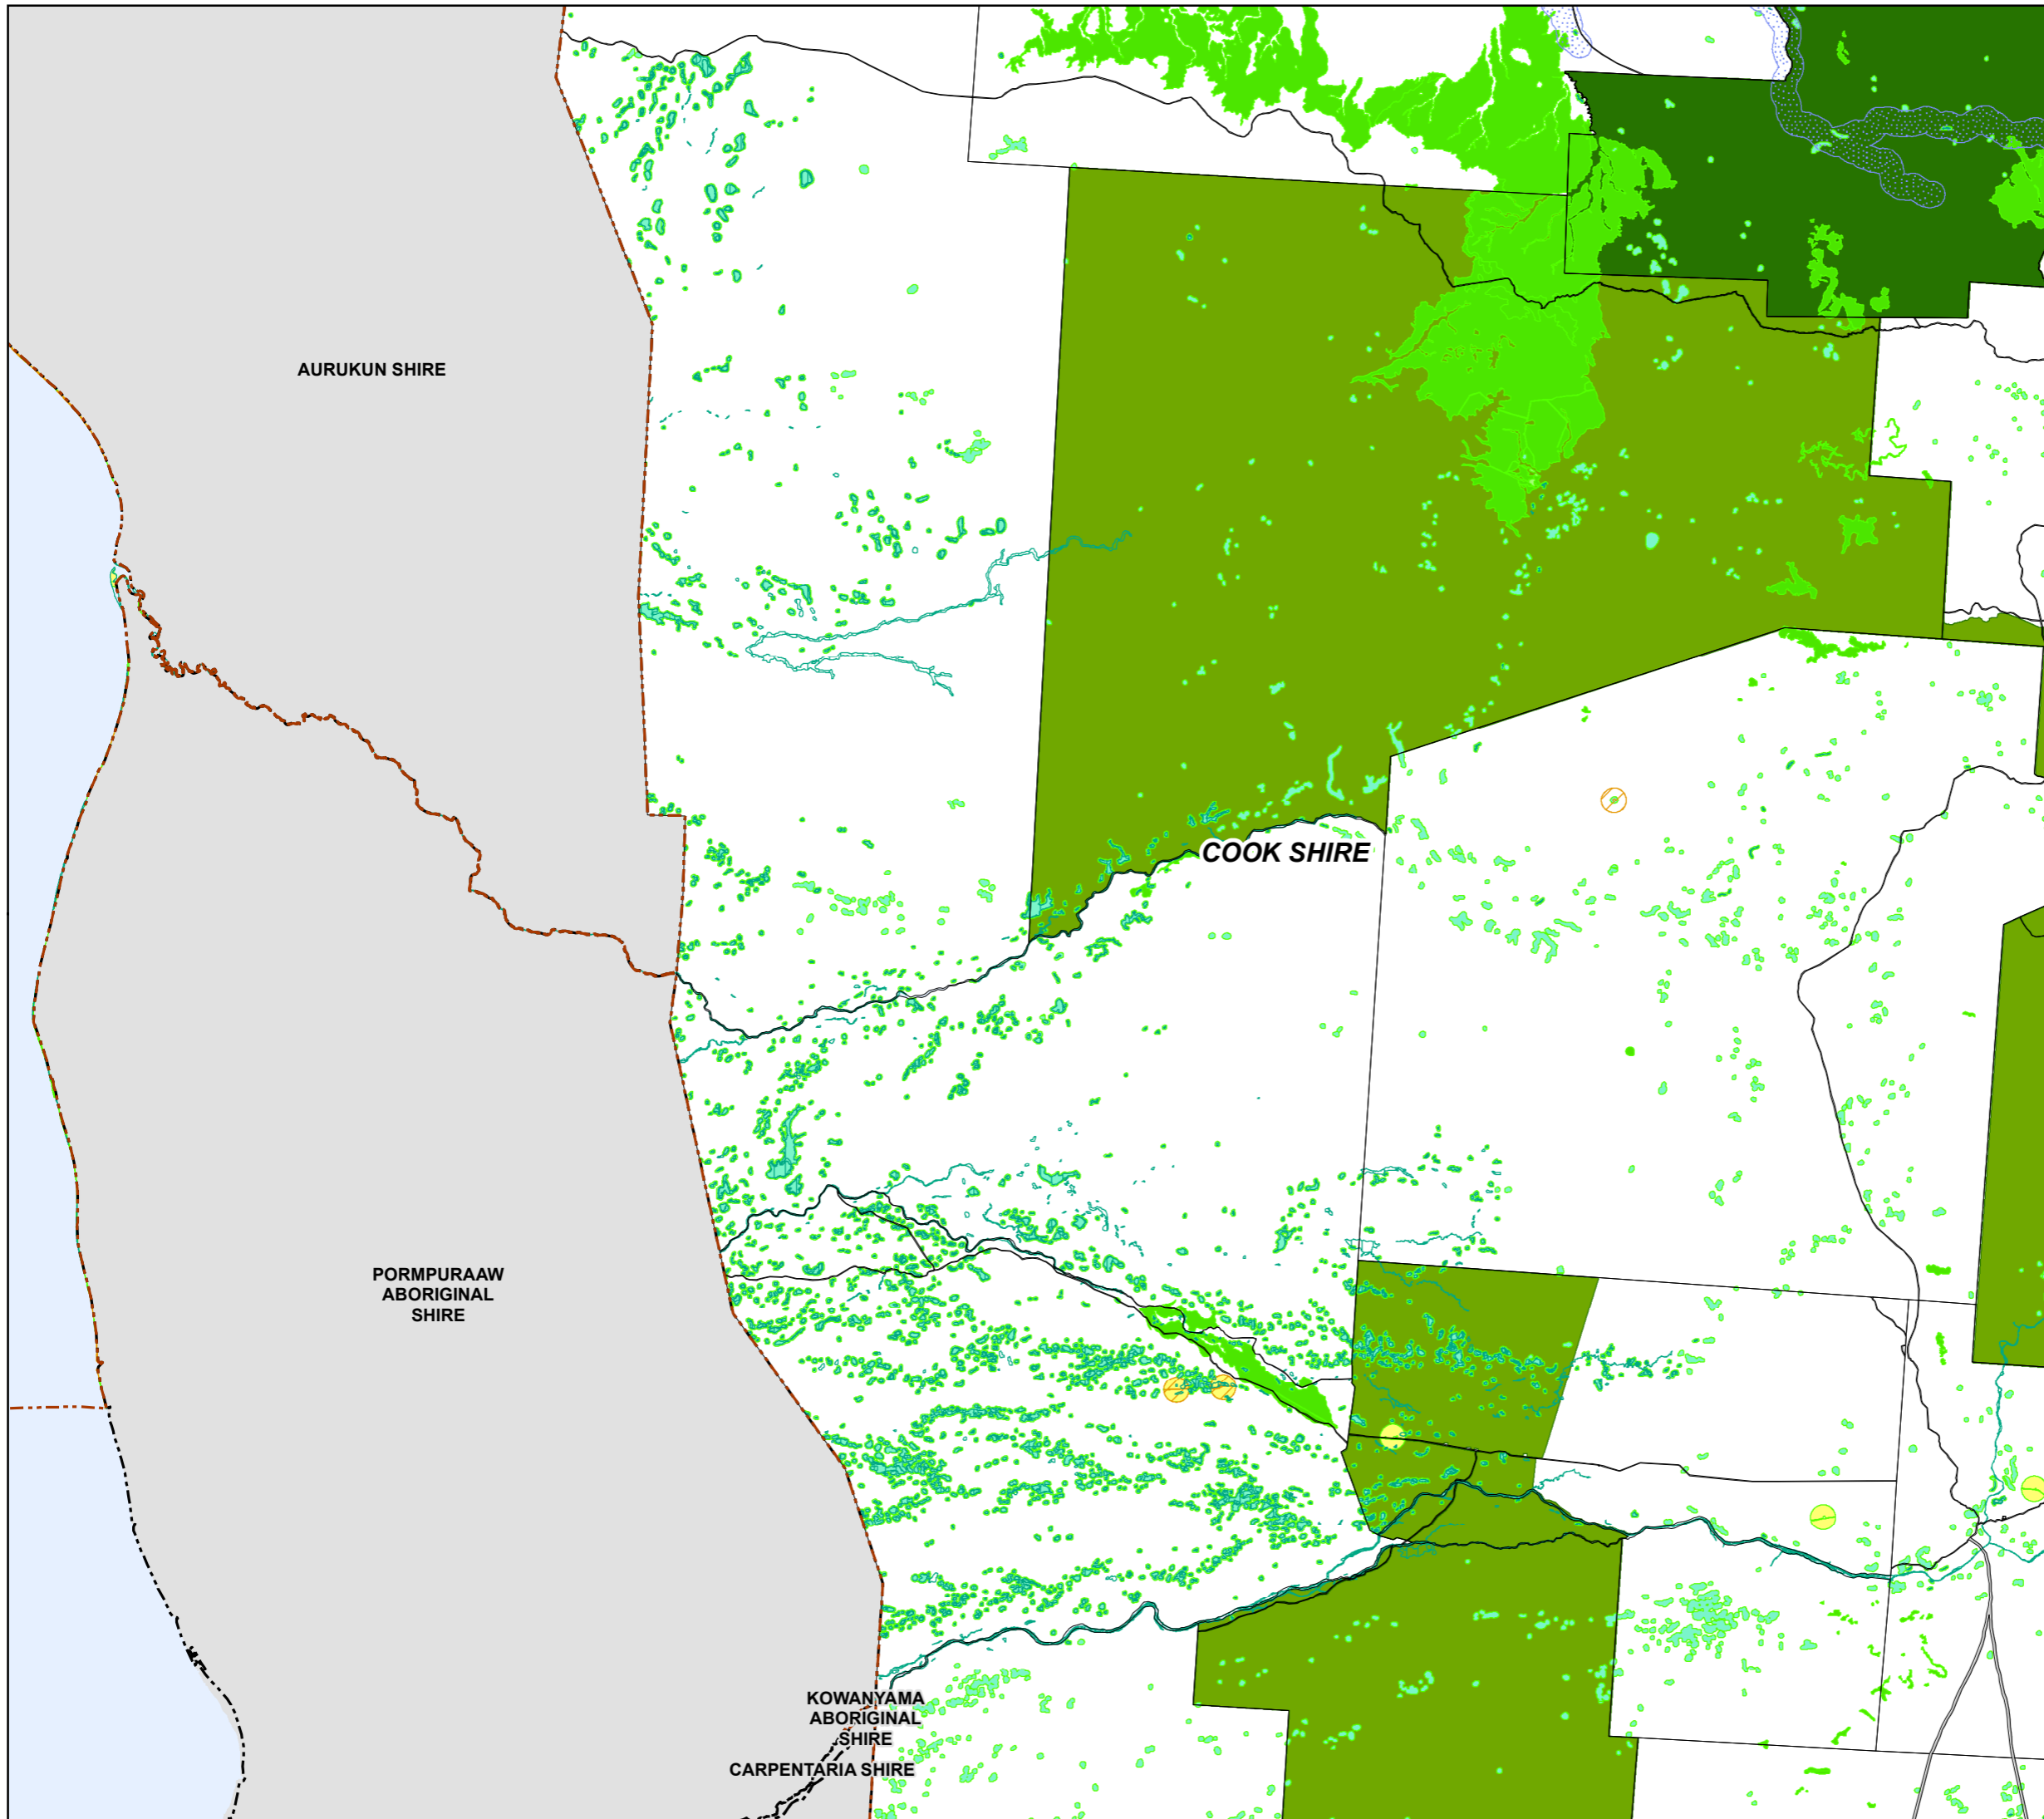 AURUKUN SHIRE
COOK SHIRE
PORMPURAAW
ABORIGINAL
SHIRE
KOWANYAMA
ABORIGINAL
SHIRE
CARPENTARIA SHIRE